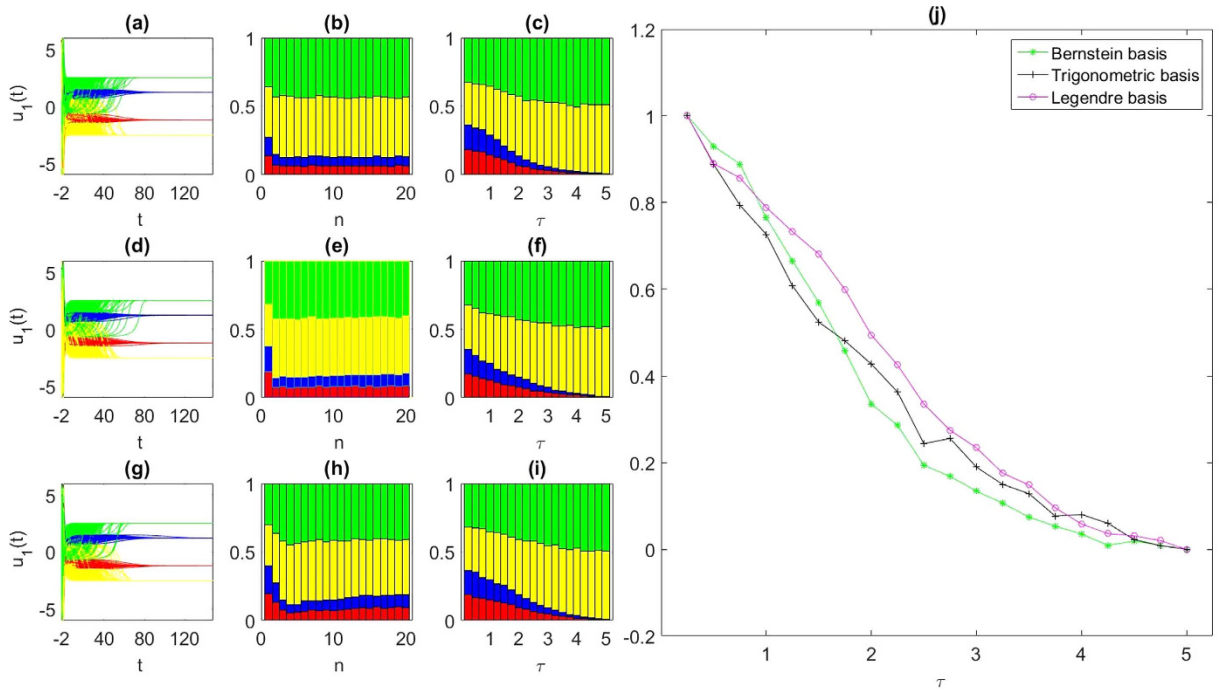 (a) (b) (c)
u1(t)
5
0
-5
-2 40 80 120
t
1
0.5
0
0 10 20
n
1
0.5
0
1 2 3 4 5
τ
(d) (e) (f)
u1(t)
5
0
-5
-2 40 80 120
t
1
0.5
0
0 10 20
n
1
0.5
0
1 2 3 4 5
τ
(g) (h) (i)
u1(t)
5
0
-5
-2 40 80 120
t
1
0.5
0
0 10 20
n
1
0.5
0
1 2 3 4 5
τ
(j)
1.2
1
0.8
0.6
0.4
0.2
0
-0.2
1 2 3 4 5
τ
Bernstein basis
Trigonometric basis
Legendre basis